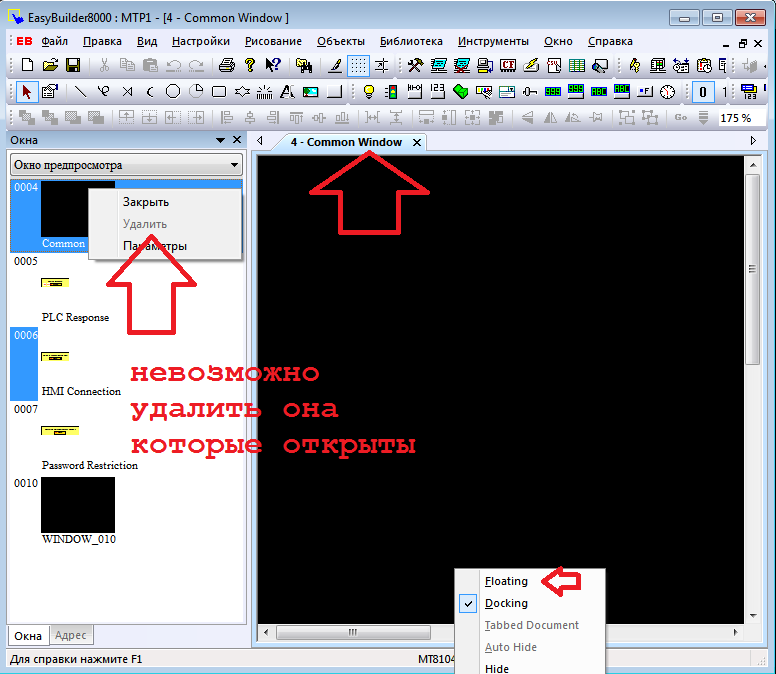 EasyBuilder8000 : MTP1 - [4 - Common Window ]
EB Файл Правка Вид Настройки Рисование Объекты Библиотека Инструменты Окно Справка
175 %
Окна
4 - Common Window
Окно предпросмотра
0004
Закрыть
Удалить
Common
Параметры
0005
PLC Response
0006
HMI Connection
0007
Password Restriction
0010
WINDOW_010
невозможно
удалить она
которые открыты
Floating
Docking
Tabbed Document
Auto Hide
Hide
Окна Адрес
Для справки нажмите F1
MT8104